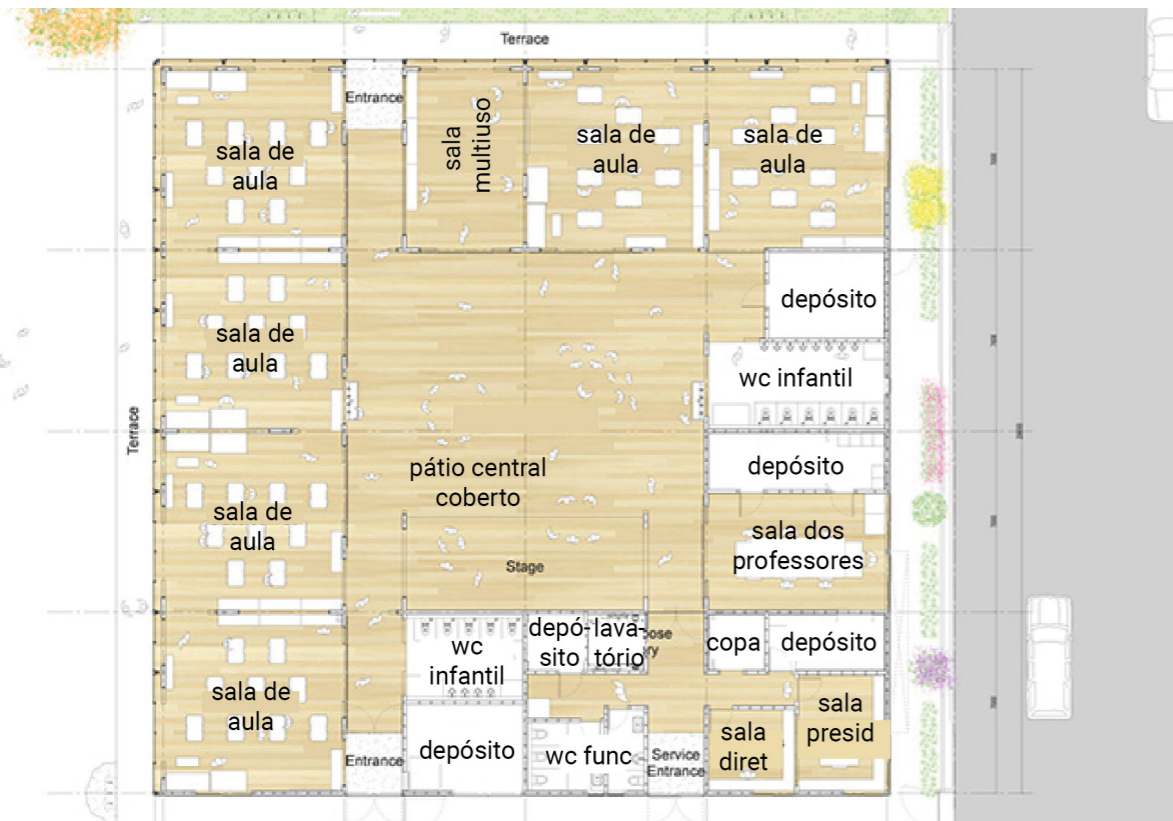 Terrace
Entrance
sala de
aula
sala
multiuso
sala de
aula
sala de
aula
sala de
aula
depósito
wc infantil
Terrace
pátio central
coberto
depósito
sala de
aula
sala dos
professores
Stage
wc
infantil
depó-
sito
lava-
tório
copa
depósito
sala de
aula
sala
presid
sala
diret
depósito
wc func
Entrance
Service
Entrance